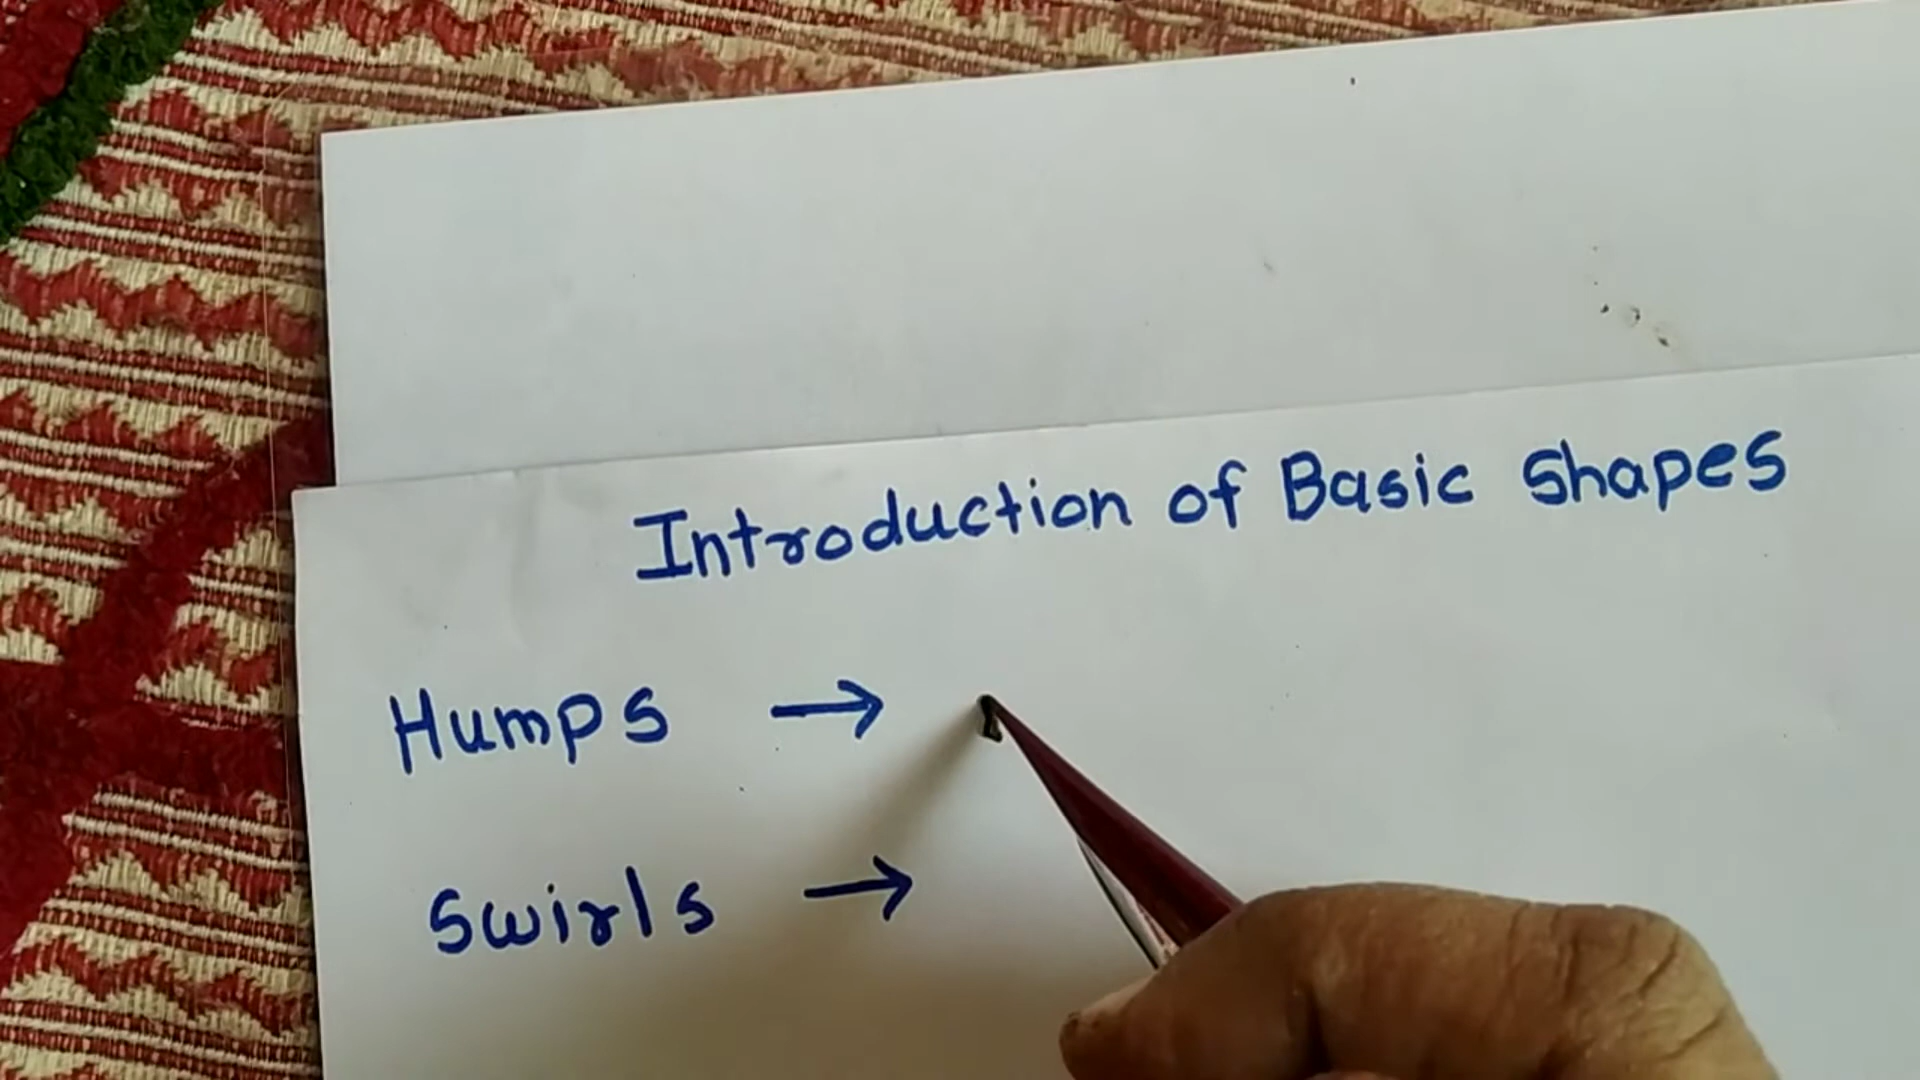 Introduction of Basic Shapes
Humps →
Swirls →